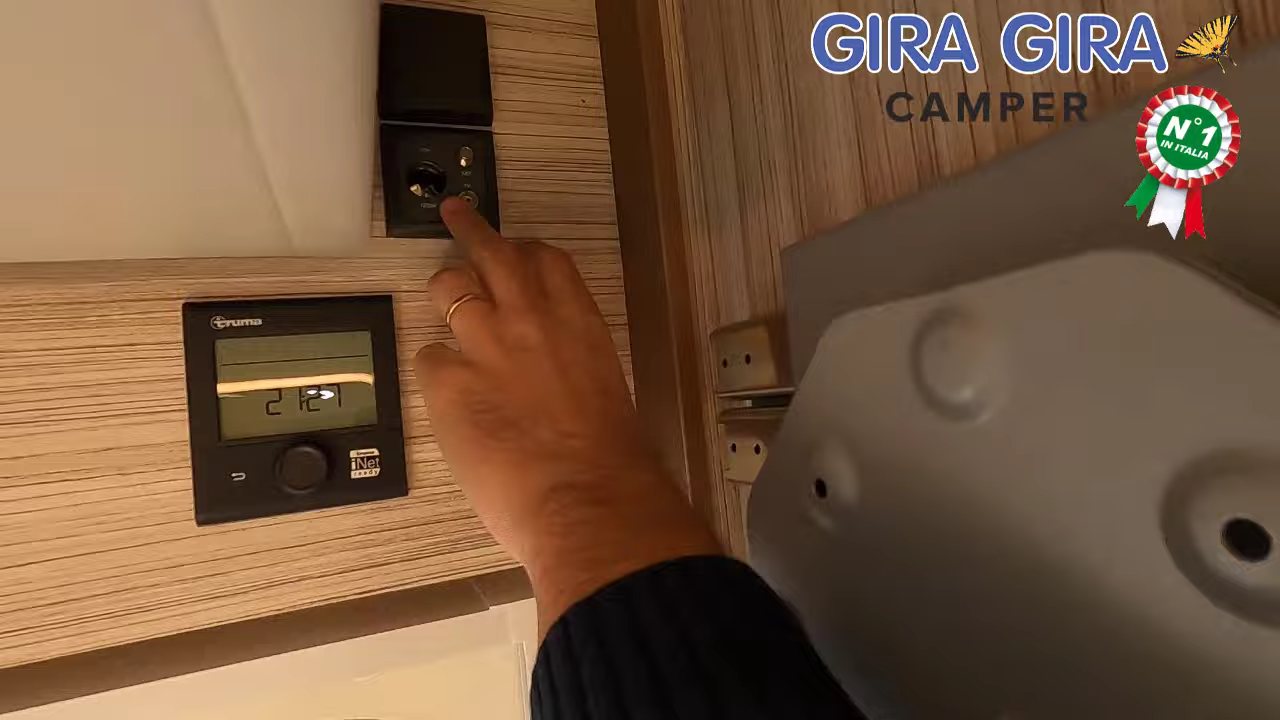 GIRA GIRA
CAMPER
N°1
IN ITALIA
truma
iNet
ready